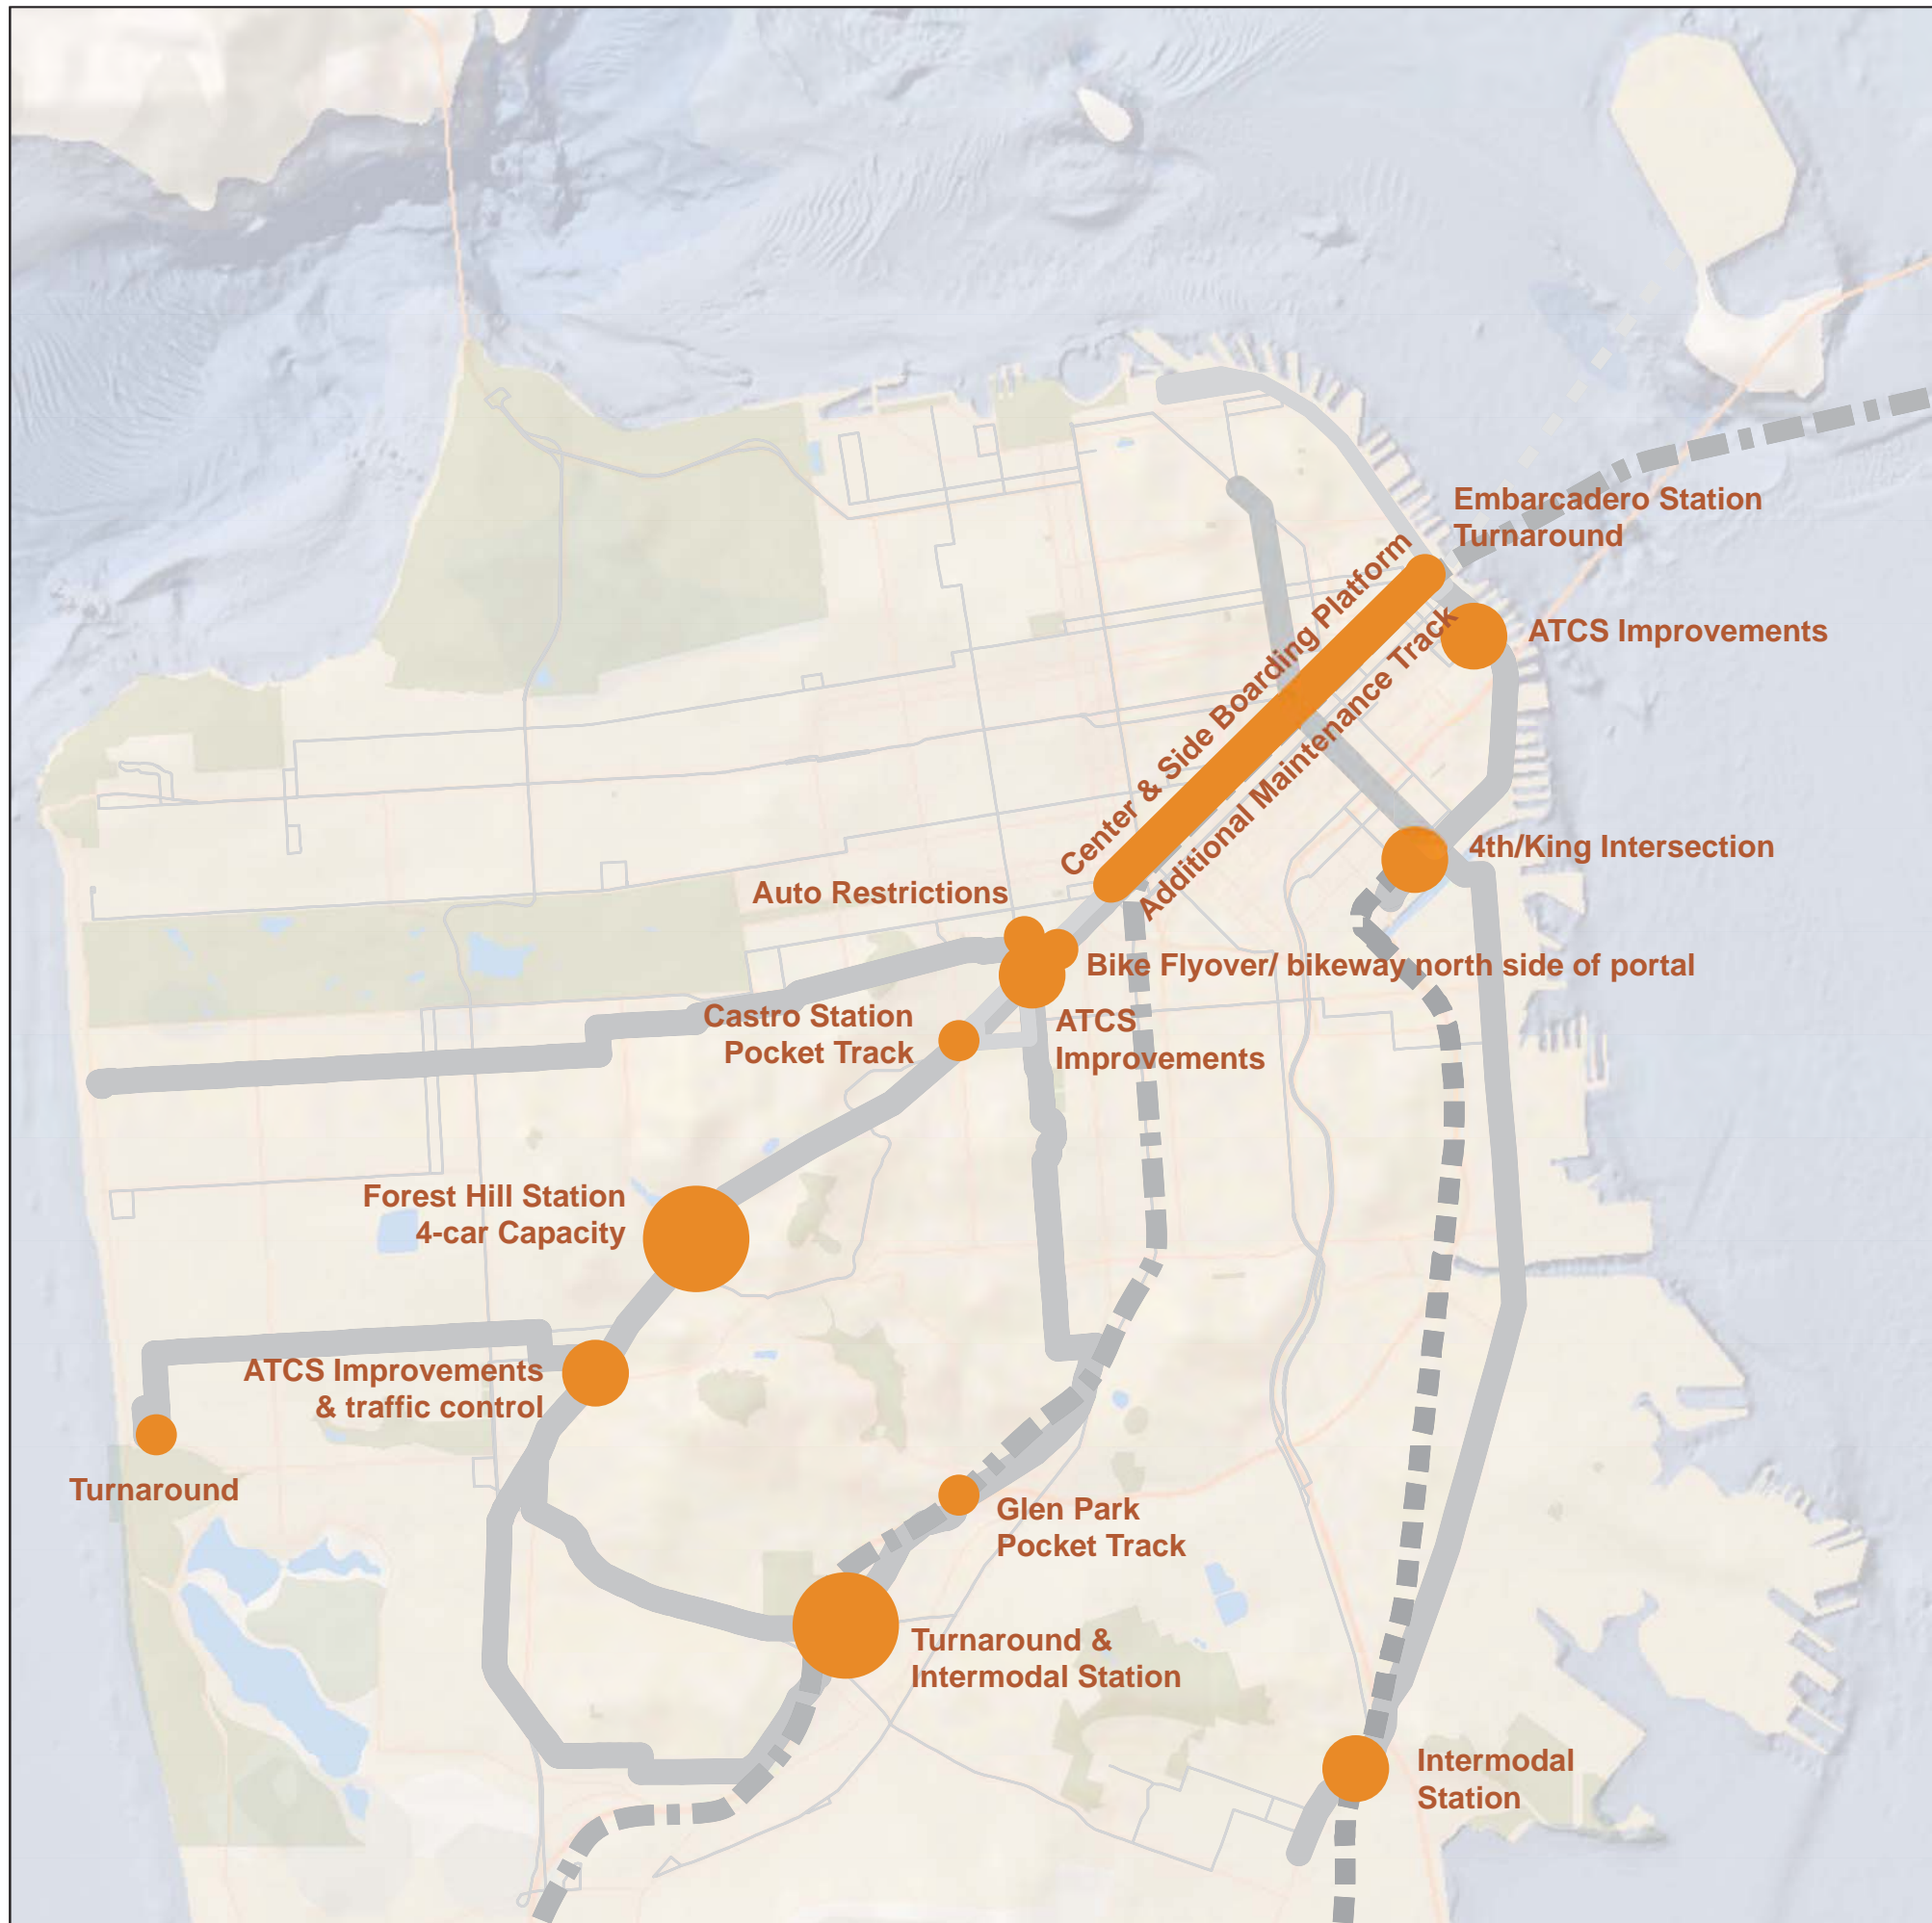 Embarcadero Station
Turnaround
Center & Side Boarding Platform
Additional Maintenance Track
ATCS Improvements
4th/King Intersection
Auto Restrictions
Bike Flyover/ bikeway north side of portal
Castro Station
Pocket Track
ATCS
Improvements
Forest Hill Station
4-car Capacity
ATCS Improvements
& traffic control
Turnaround
Glen Park
Pocket Track
Turnaround &
Intermodal Station
Intermodal
Station